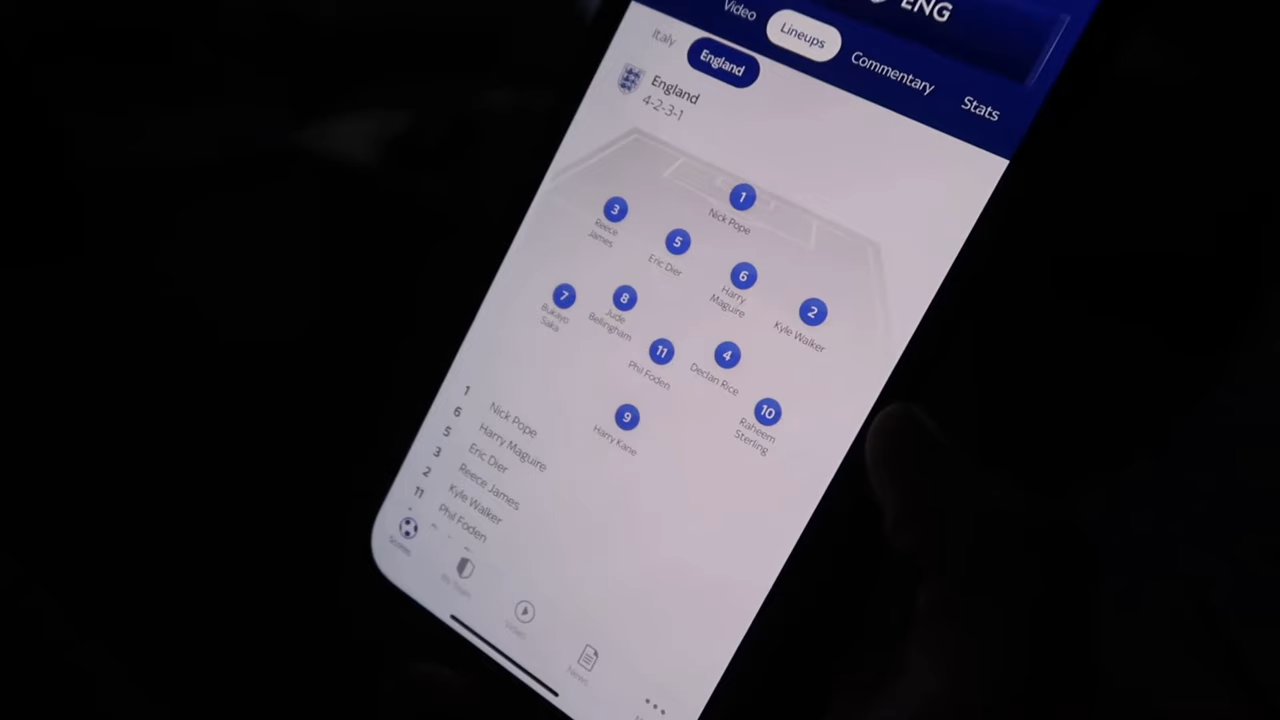 ENG
Video
Lineups
Commentary
Stats
Italy
England
England
4-2-3-1
1
Nick Pope
3
Reece
James
5
Eric Dier
6
Harry
Maguire
2
Kyle Walker
7
Bukayo
Saka
8
Jude
Bellingham
11
Phil Foden
4
Declan Rice
10
Raheem
Sterling
9
Harry Kane
1 Nick Pope
6 Harry Maguire
5 Eric Dier
3 Reece James
2 Kyle Walker
11 Phil Foden
Scores
Video
News